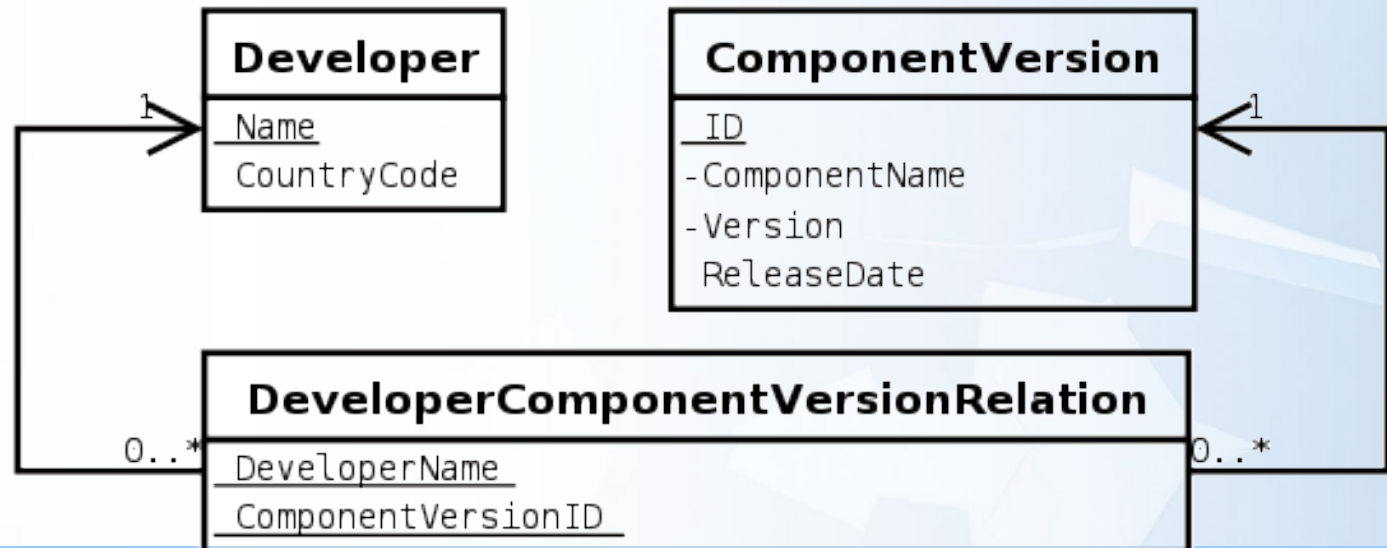 Developer
1
Name
CountryCode
ComponentVersion
1
ID
-ComponentName
-Version
ReleaseDate
DeveloperComponentVersionRelation
0..*
0..*
DeveloperName
ComponentVersionID